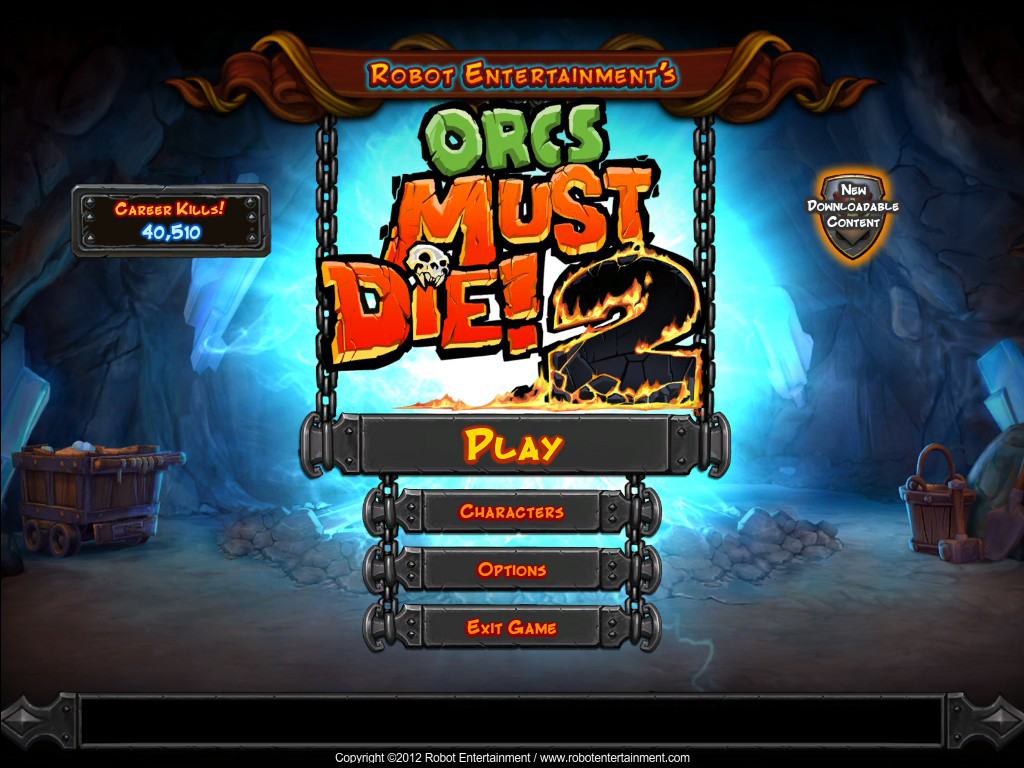 Robot Entertainment's
ORCS
MUST
DIE! 2
Career Kills!
40,510
New
Downloadable
Content
Play
Characters
Options
Exit Game
Copyright ©2012 Robot Entertainment / www.robotentertainment.com